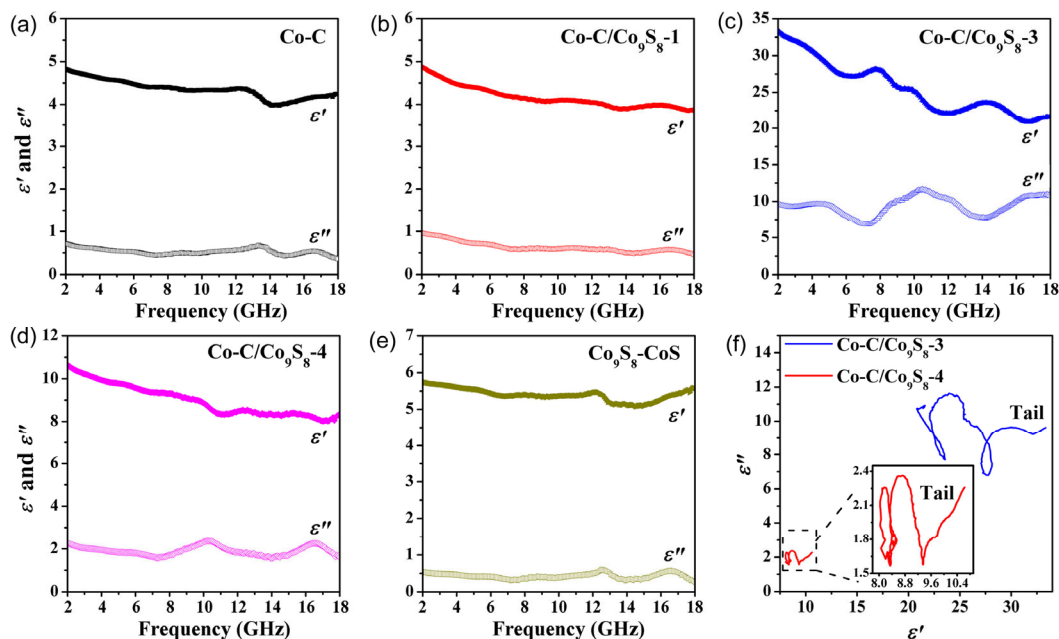 (a)
Co-C
6
5
4
3
2
1
0
ε′
ε″
ε′ and ε″
2 4 6 8 10 12 14 16 18
Frequency (GHz)
(b)
Co-C/Co₉S₈-1
6
5
4
3
2
1
0
ε′
ε″
2 4 6 8 10 12 14 16 18
Frequency (GHz)
(c)
Co-C/Co₉S₈-3
35
30
25
20
15
10
5
0
ε′
ε″
2 4 6 8 10 12 14 16 18
Frequency (GHz)
(d)
Co-C/Co₉S₈-4
12
10
8
6
4
2
0
ε′
ε″
ε′ and ε″
2 4 6 8 10 12 14 16 18
Frequency (GHz)
(e)
Co₉S₈-CoS
7
6
5
4
3
2
1
0
ε′
ε″
2 4 6 8 10 12 14 16 18
Frequency (GHz)
(f)
Co-C/Co₉S₈-3
Co-C/Co₉S₈-4
14
12
10
8
6
4
2
0
ε″
Tail
2.4
2.1
1.8
1.5
Tail
8.0 8.8 9.6 10.4
10 15 20 25 30
ε′